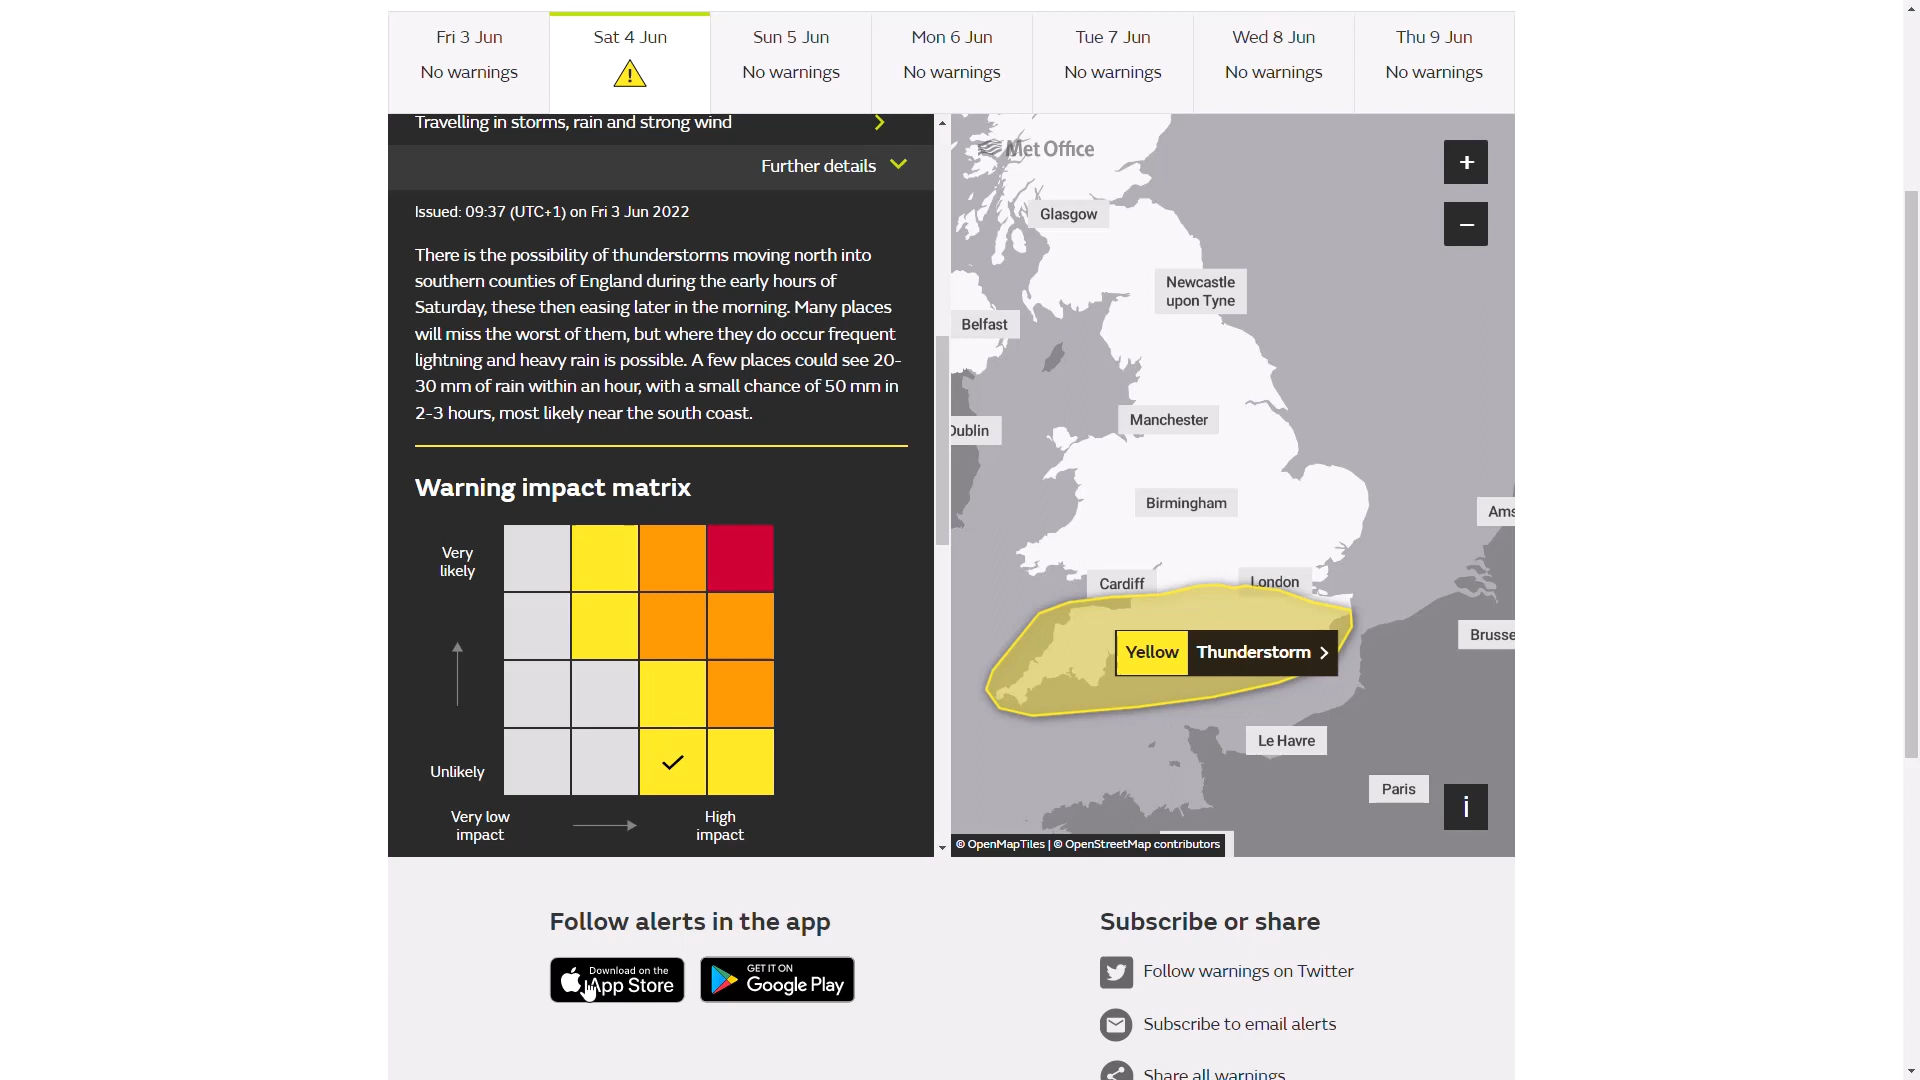 Fri 3 Jun
No warnings
Sat 4 Jun
Sun 5 Jun
No warnings
Mon 6 Jun
No warnings
Tue 7 Jun
No warnings
Wed 8 Jun
No warnings
Thu 9 Jun
No warnings
Travelling in storms, rain and strong wind
Further details
Issued: 09:37 (UTC+1) on Fri 3 Jun 2022
There is the possibility of thunderstorms moving north into
southern counties of England during the early hours of
Saturday, these then easing later in the morning. Many places
will miss the worst of them, but where they do occur frequent
lightning and heavy rain is possible. A few places could see 20-
30 mm of rain within an hour, with a small chance of 50 mm in
2-3 hours, most likely near the south coast.
Warning impact matrix
Very
likely
Unlikely
Very low
impact
High
impact
Met Office
Glasgow
Newcastle
upon Tyne
Belfast
Dublin
Manchester
Birmingham
Ams
Cardiff
London
Brusse
Yellow
Thunderstorm
Le Havre
Paris
+
−
i
© OpenMapTiles | © OpenStreetMap contributors
Follow alerts in the app
Download on the
App Store
GET IT ON
Google Play
Subscribe or share
Follow warnings on Twitter
Subscribe to email alerts
Share all warnings